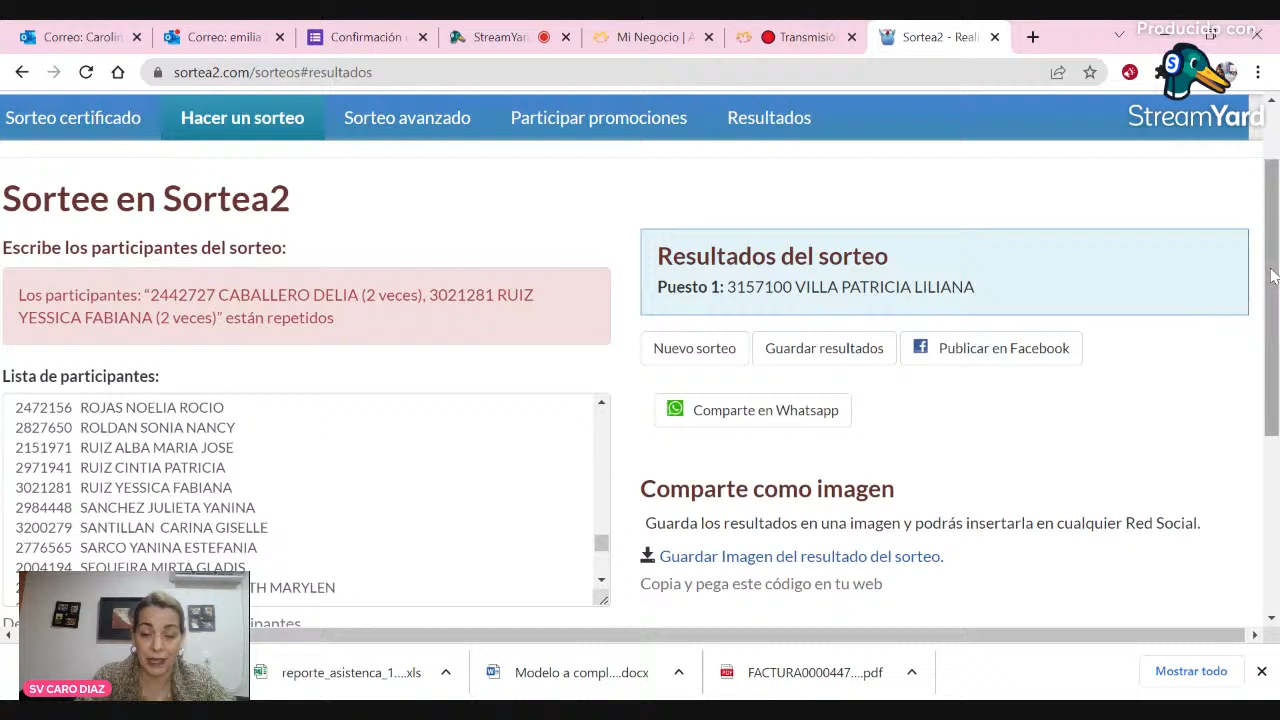 Producido con
StreamYard
Correo: Carolin
Correo: emilia
Confirmación
StreamYar
Mi Negocio | A
Transmisió
Sortea2 - Reali
sortea2.com/sorteos#resultados
Sorteo certificado
Hacer un sorteo
Sorteo avanzado
Participar promociones
Resultados
Sortee en Sortea2
Escribe los participantes del sorteo:
Los participantes: “2442727 CABALLERO DELIA (2 veces), 3021281 RUIZ
YESSICA FABIANA (2 veces)” están repetidos
Lista de participantes:
2472156 ROJAS NOELIA ROCIO
2827650 ROLDAN SONIA NANCY
2151971 RUIZ ALBA MARIA JOSE
2971941 RUIZ CINTIA PATRICIA
3021281 RUIZ YESSICA FABIANA
2984448 SANCHEZ JULIETA YANINA
3200279 SANTILLAN CARINA GISELLE
2776565 SARCO YANINA ESTEFANIA
2004194 SEQUEIRA MIRTA GLADIS
TH MARYLEN
Resultados del sorteo
Puesto 1: 3157100 VILLA PATRICIA LILIANA
Nuevo sorteo
Guardar resultados
Publicar en Facebook
Comparte en Whatsapp
Comparte como imagen
Guarda los resultados en una imagen y podrás insertarla en cualquier Red Social.
Guardar Imagen del resultado del sorteo.
Copia y pega este código en tu web
SV CARO DIAZ
reporte_asistenca_1....xls
Modelo a compl....docx
FACTURA0000447....pdf
Mostrar todo